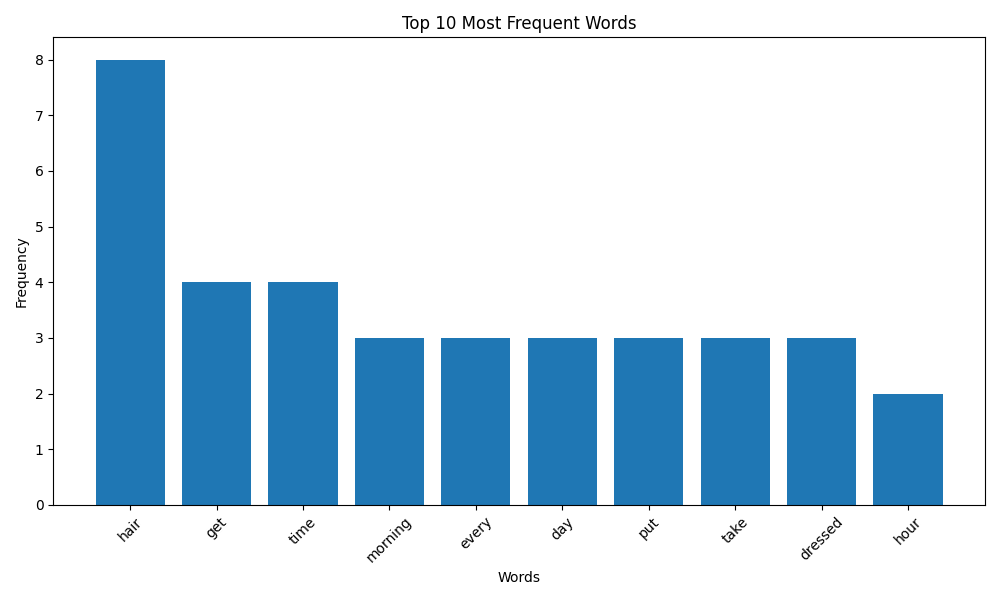 Top 10 Most Frequent Words
Frequency
8
7
6
5
4
3
2
1
0
hair
get
time
morning
every
day
put
take
dressed
hour
Words